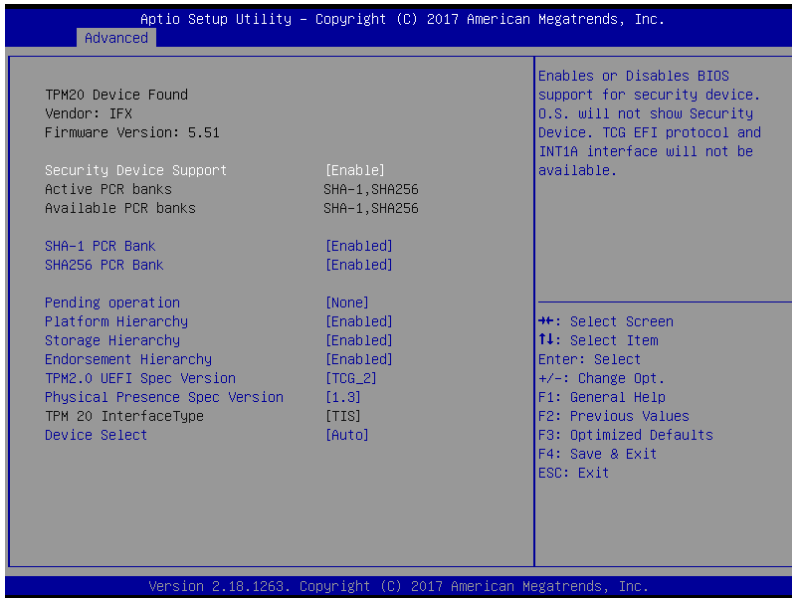 Aptio Setup Utility – Copyright (C) 2017 American Megatrends, Inc.
Advanced
TPM20 Device Found
Vendor: IFX
Firmware Version: 5.51
Security Device Support [Enable]
Active PCR banks SHA-1,SHA256
Available PCR banks SHA-1,SHA256
SHA-1 PCR Bank [Enabled]
SHA256 PCR Bank [Enabled]
Pending operation [None]
Platform Hierarchy [Enabled]
Storage Hierarchy [Enabled]
Endorsement Hierarchy [Enabled]
TPM2.0 UEFI Spec Version [TCG_2]
Physical Presence Spec Version [1.3]
TPM 20 InterfaceType [TIS]
Device Select [Auto]
Enables or Disables BIOS
support for security device.
O.S. will not show Security
Device. TCG EFI protocol and
INT1A interface will not be
available.
→←: Select Screen
↑↓: Select Item
Enter: Select
+/-: Change Opt.
F1: General Help
F2: Previous Values
F3: Optimized Defaults
F4: Save & Exit
ESC: Exit
Version 2.18.1263. Copyright (C) 2017 American Megatrends, Inc.